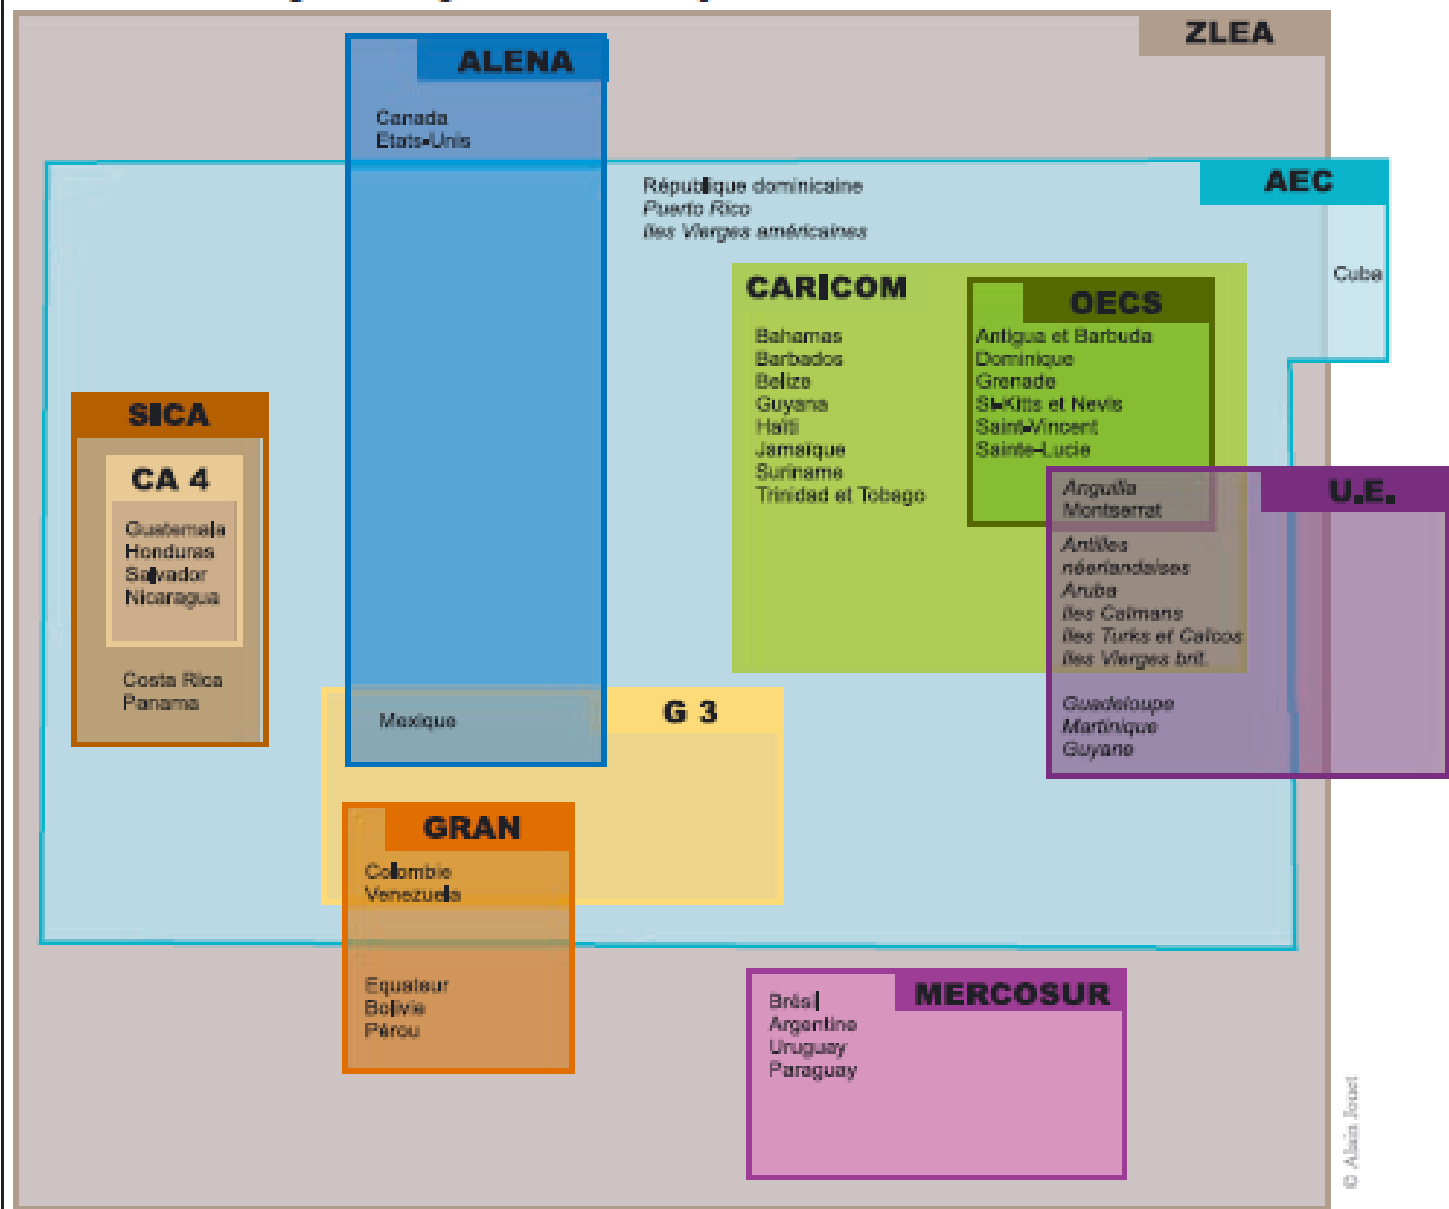 ZLEA
ALENA
Canada
Etats-Unis
AEC
République dominicaine
Puerto Rico
Iles Vierges américaines
Cuba
CARICOM
Bahamas
Barbados
Belize
Guyana
Haïti
Jamaïque
Suriname
Trinidad et Tobago
OECS
Antigua et Barbuda
Dominique
Grenade
St-Kitts et Nevis
Saint-Vincent
Sainte-Lucie
U.E.
Anguilla
Montserrat
Antilles
néerlandaises
Aruba
Iles Caïmans
Iles Turks et Caïcos
Iles Vierges brit.
Guadeloupe
Martinique
Guyane
SICA
CA 4
Guatemala
Honduras
Salvador
Nicaragua
Costa Rica
Panama
G 3
Mexique
GRAN
Colombie
Venezuela
Equateur
Bolivie
Pérou
MERCOSUR
Brésil
Argentine
Uruguay
Paraguay
© Alain Jouet